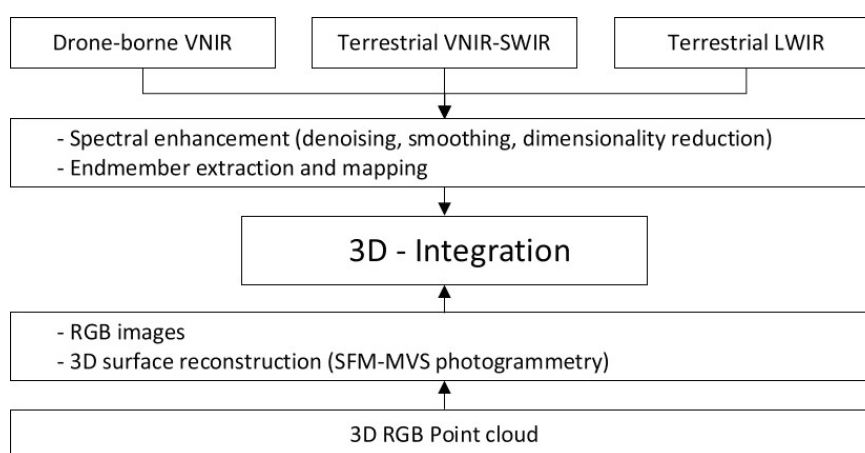 Drone-borne VNIR
Terrestrial VNIR-SWIR
Terrestrial LWIR
- Spectral enhancement (denoising, smoothing, dimensionality reduction)
- Endmember extraction and mapping
3D - Integration
- RGB images
- 3D surface reconstruction (SFM-MVS photogrammetry)
3D RGB Point cloud